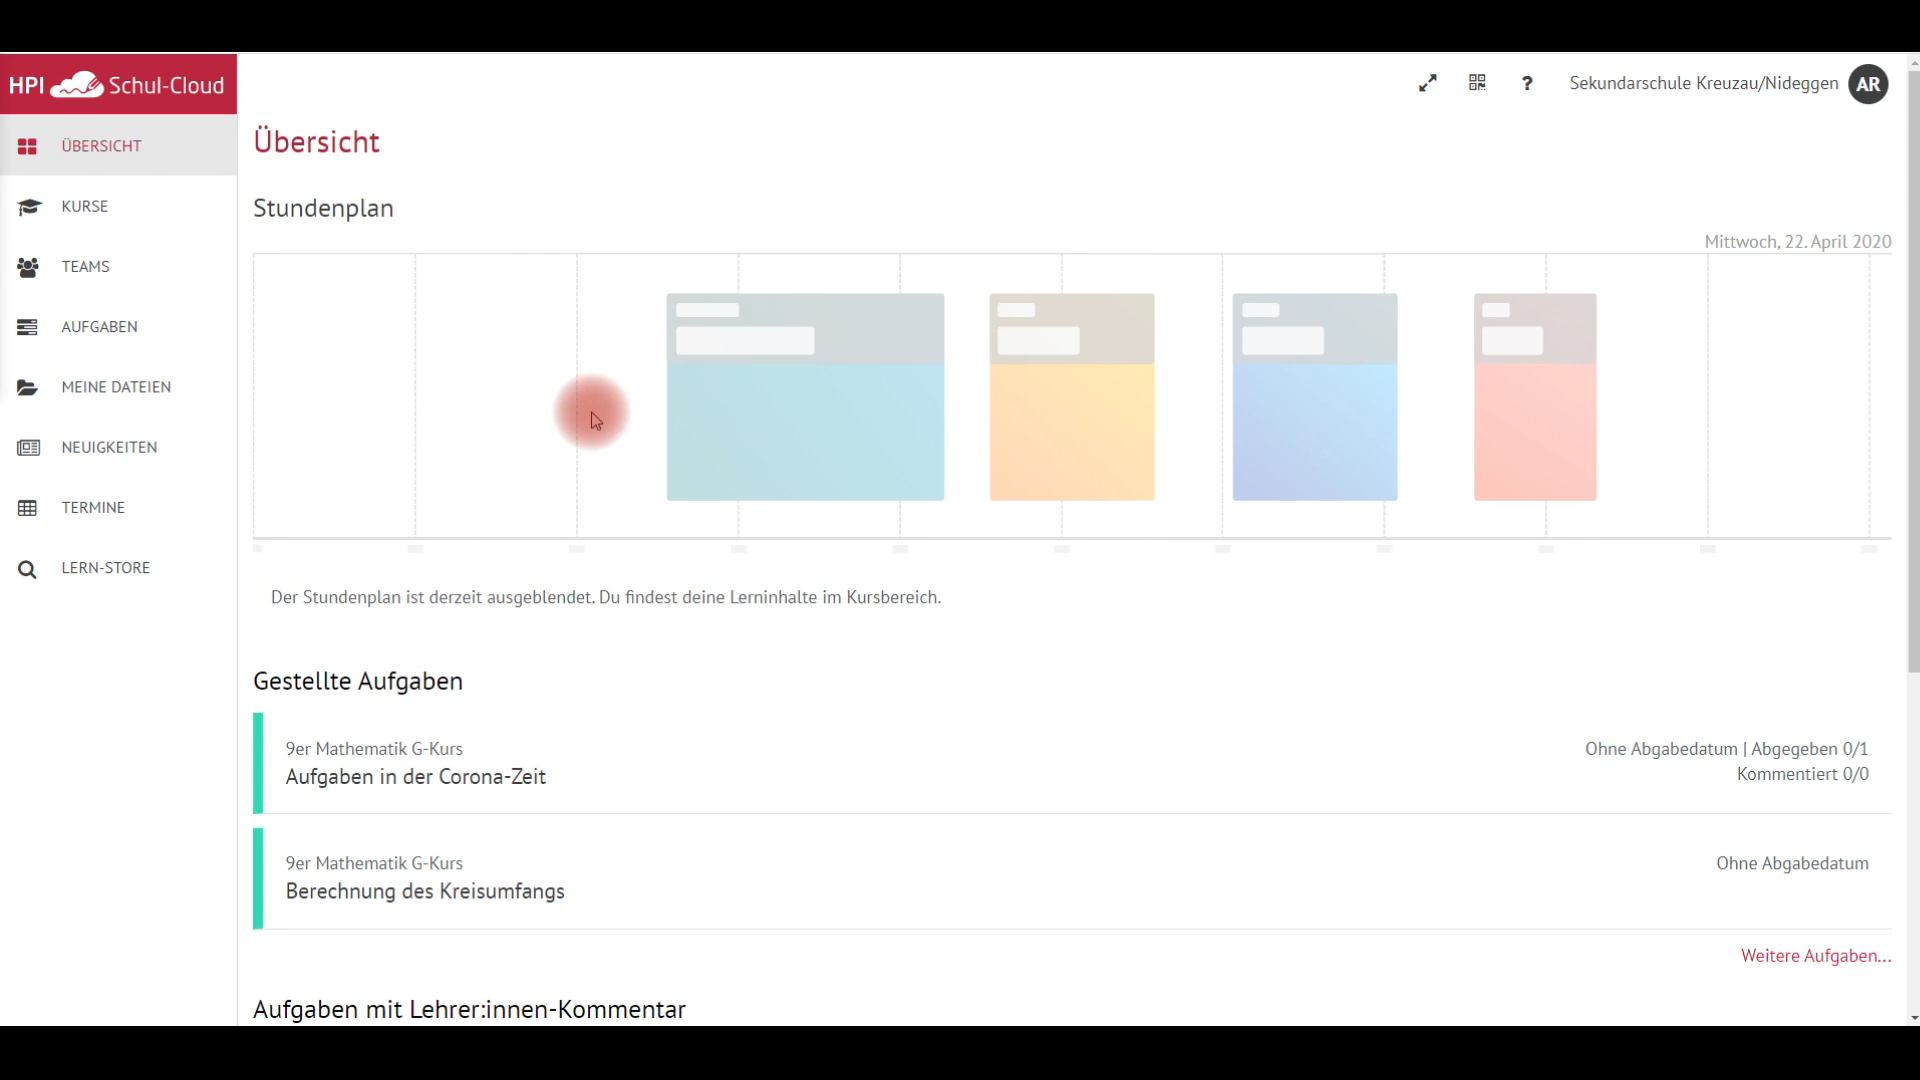 HPI Schul-Cloud
Sekundarschule Kreuzau/Nideggen AR
ÜBERSICHT
KURSE
TEAMS
AUFGABEN
MEINE DATEIEN
NEUIGKEITEN
TERMINE
LERN-STORE
Übersicht
Stundenplan
Mittwoch, 22. April 2020
Der Stundenplan ist derzeit ausgeblendet. Du findest deine Lerninhalte im Kursbereich.
Gestellte Aufgaben
9er Mathematik G-Kurs
Aufgaben in der Corona-Zeit
Ohne Abgabedatum | Abgegeben 0/1
Kommentiert 0/0
9er Mathematik G-Kurs
Berechnung des Kreisumfangs
Ohne Abgabedatum
Weitere Aufgaben...
Aufgaben mit Lehrer:innen-Kommentar